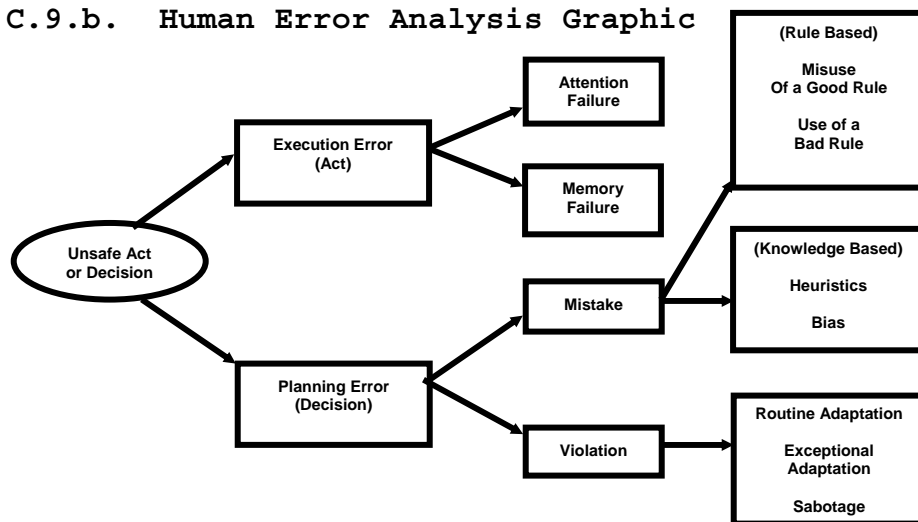 C.9.b. Human Error Analysis Graphic
Unsafe Act
or Decision
Execution Error
(Act)
Planning Error
(Decision)
Attention
Failure
Memory
Failure
Mistake
Violation
(Rule Based)
Misuse
Of a Good Rule
Use of a
Bad Rule
(Knowledge Based)
Heuristics
Bias
Routine Adaptation
Exceptional
Adaptation
Sabotage